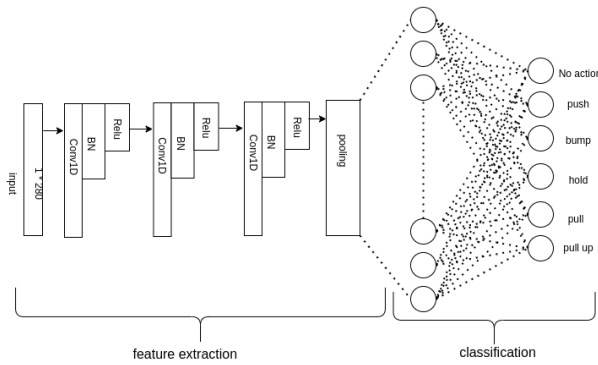 input
1 * 280
Conv1D
BN
Relu
Conv1D
BN
Relu
Conv1D
BN
Relu
pooling
No action
push
bump
hold
pull
pull up
feature extraction
classification